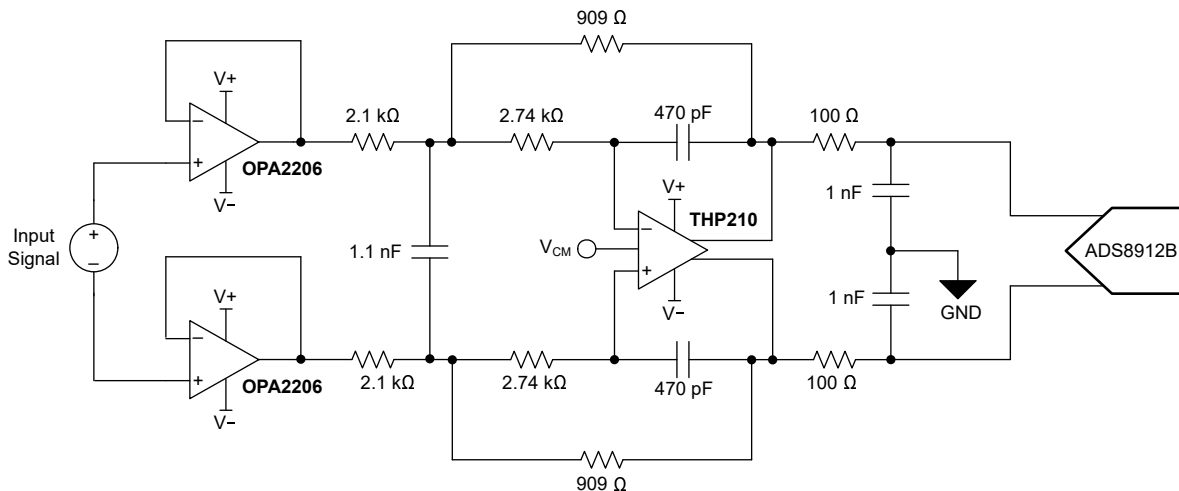 909 Ω
V+
2.1 kΩ
2.74 kΩ
470 pF
100 Ω
−
+
OPA2206
V−
V+
THP210
1 nF
Input
Signal
+
−
1.1 nF
VCM
−
+
ADS8912B
V+
V−
1 nF
GND
−
+
OPA2206
V−
2.1 kΩ
2.74 kΩ
470 pF
100 Ω
909 Ω